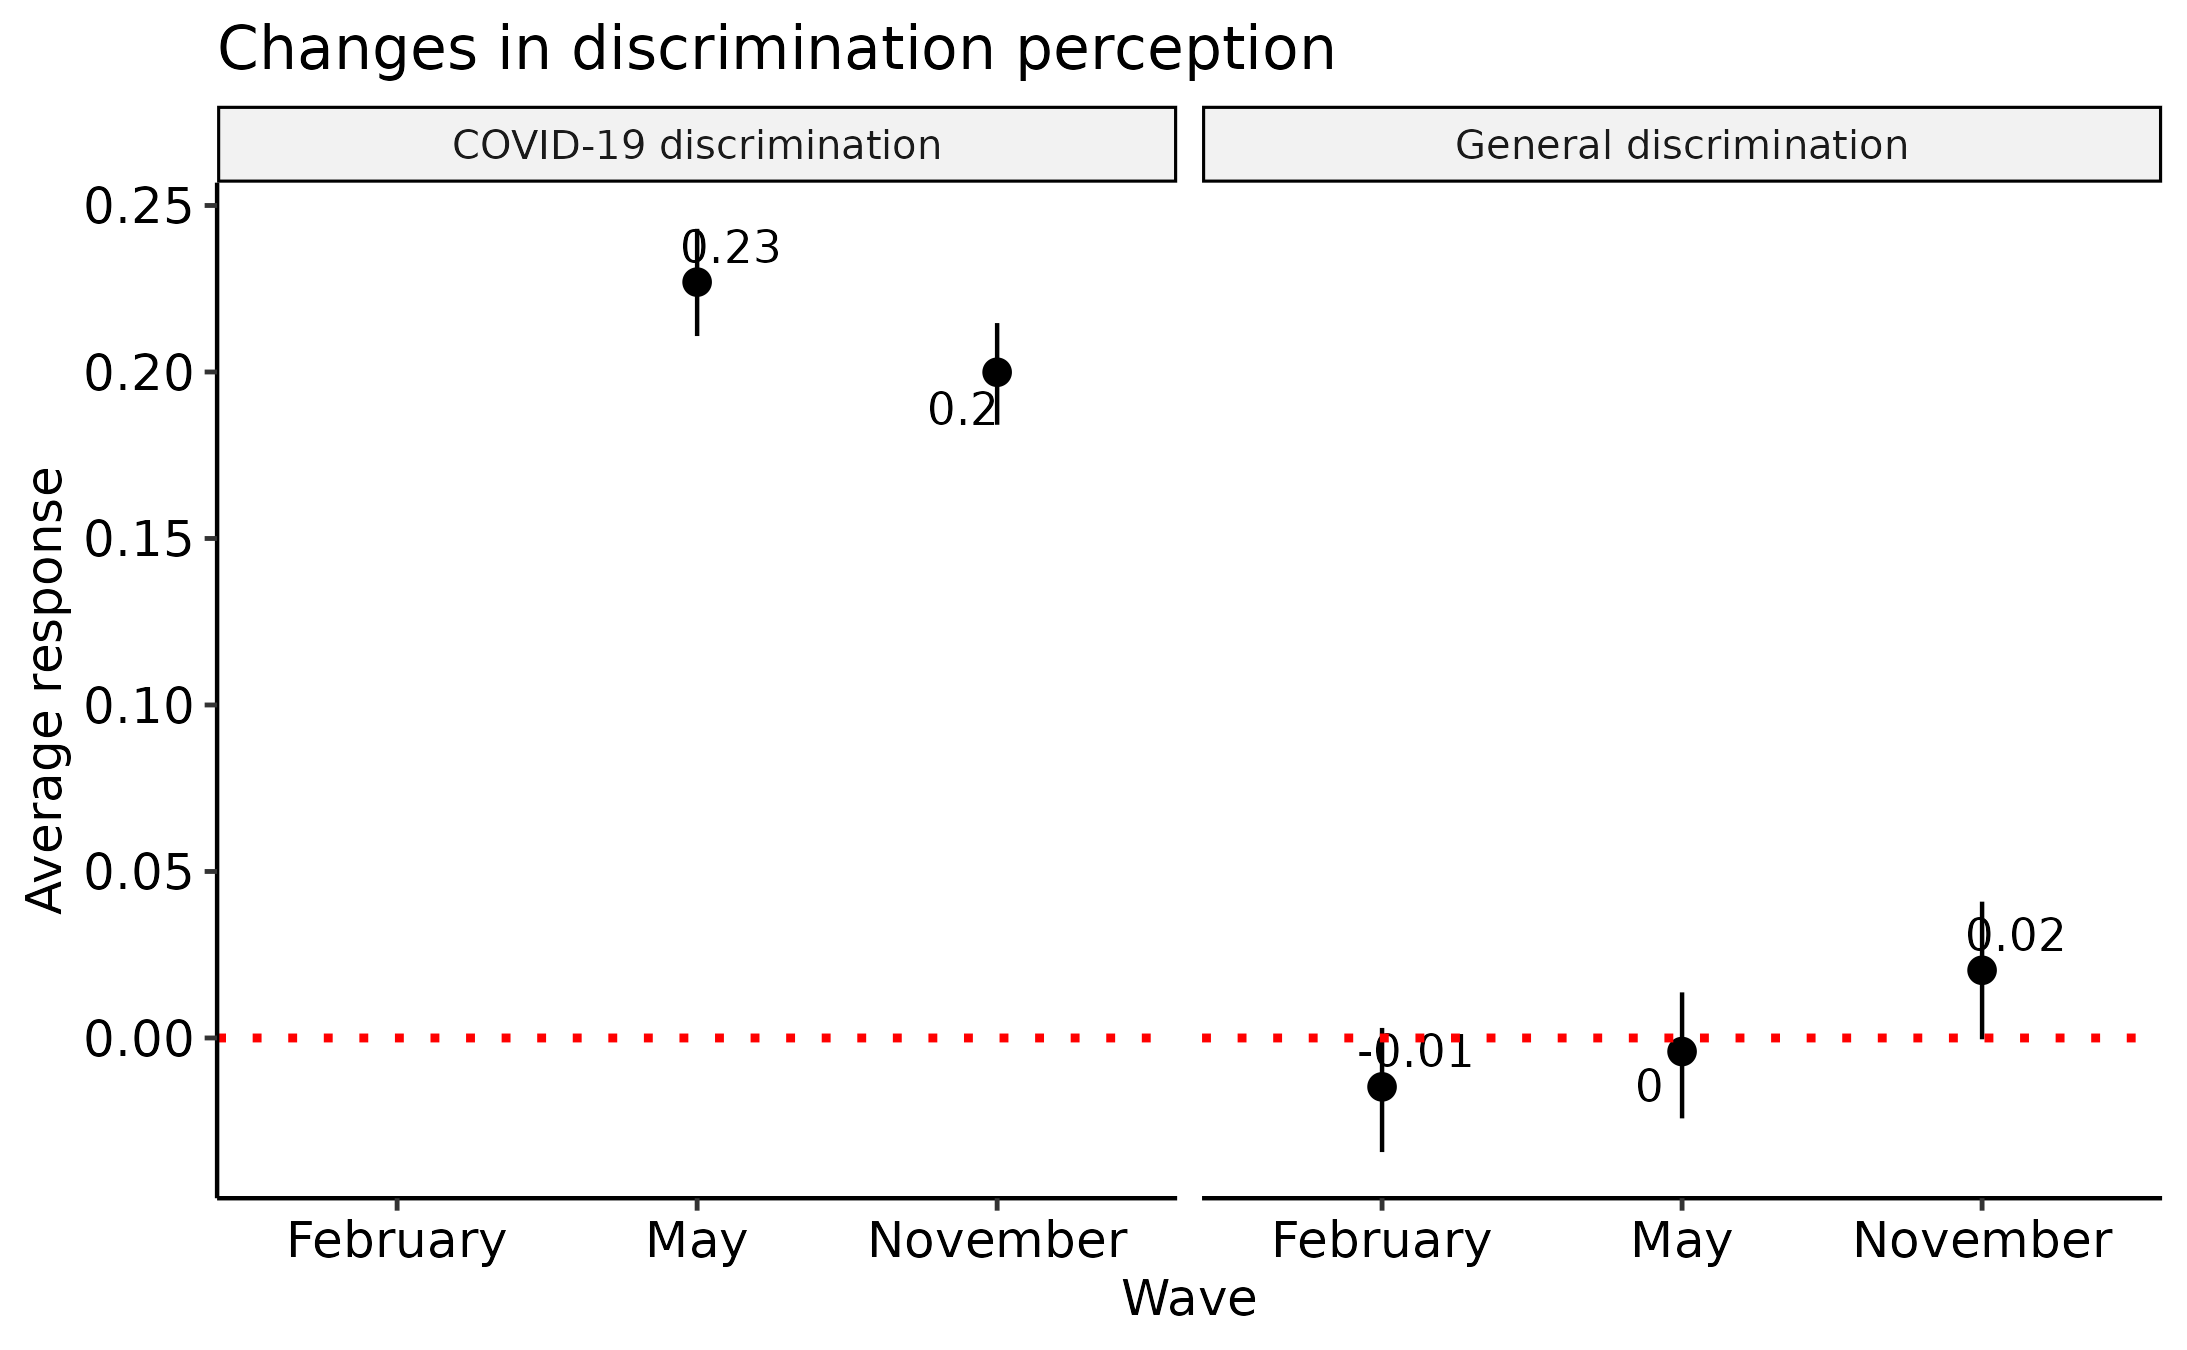 Changes in discrimination perception
COVID-19 discrimination
General discrimination
Average response
0.25
0.20
0.15
0.10
0.05
0.00
0.23
0.2
-0.01
0
0.02
February
May
November
February
May
November
Wave